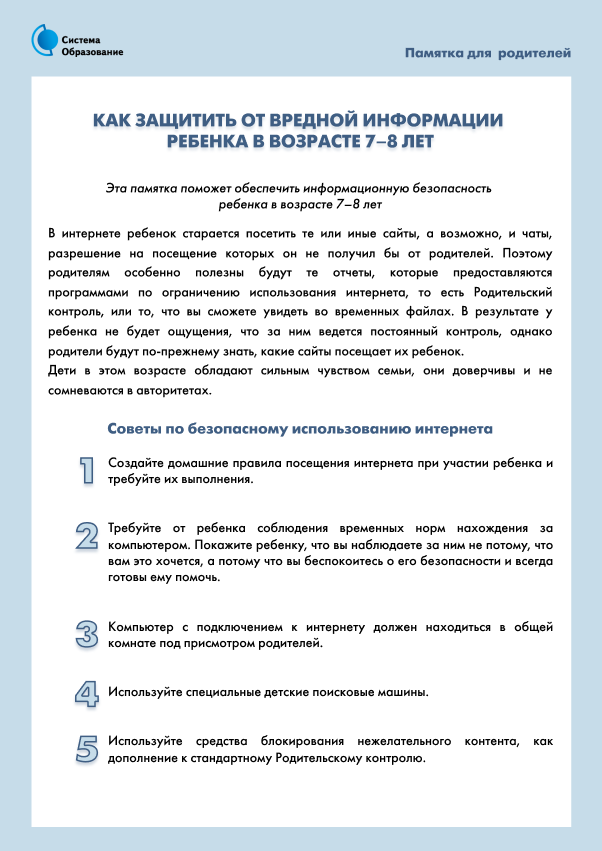 Система
Образование
Памятка для родителей
КАК ЗАЩИТИТЬ ОТ ВРЕДНОЙ ИНФОРМАЦИИ
РЕБЕНКА В ВОЗРАСТЕ 7–8 ЛЕТ
Эта памятка поможет обеспечить информационную безопасность
ребенка в возрасте 7–8 лет
В интернете ребенок старается посетить те или иные сайты, а возможно, и чаты,
разрешение на посещение которых он не получил бы от родителей. Поэтому
родителям особенно полезны будут те отчеты, которые предоставляются
программами по ограничению использования интернета, то есть Родительский
контроль, или то, что вы сможете увидеть во временных файлах. В результате у
ребенка не будет ощущения, что за ним ведется постоянный контроль, однако
родители будут по-прежнему знать, какие сайты посещает их ребенок.
Дети в этом возрасте обладают сильным чувством семьи, они доверчивы и не
сомневаются в авторитетах.
Советы по безопасному использованию интернета
1 Создайте домашние правила посещения интернета при участии ребенка и
требуйте их выполнения.
2 Требуйте от ребенка соблюдения временных норм нахождения за
компьютером. Покажите ребенку, что вы наблюдаете за ним не потому, что
вам это хочется, а потому что вы беспокоитесь о его безопасности и всегда
готовы ему помочь.
3 Компьютер с подключением к интернету должен находиться в общей
комнате под присмотром родителей.
4 Используйте специальные детские поисковые машины.
5 Используйте средства блокирования нежелательного контента, как
дополнение к стандартному Родительскому контролю.